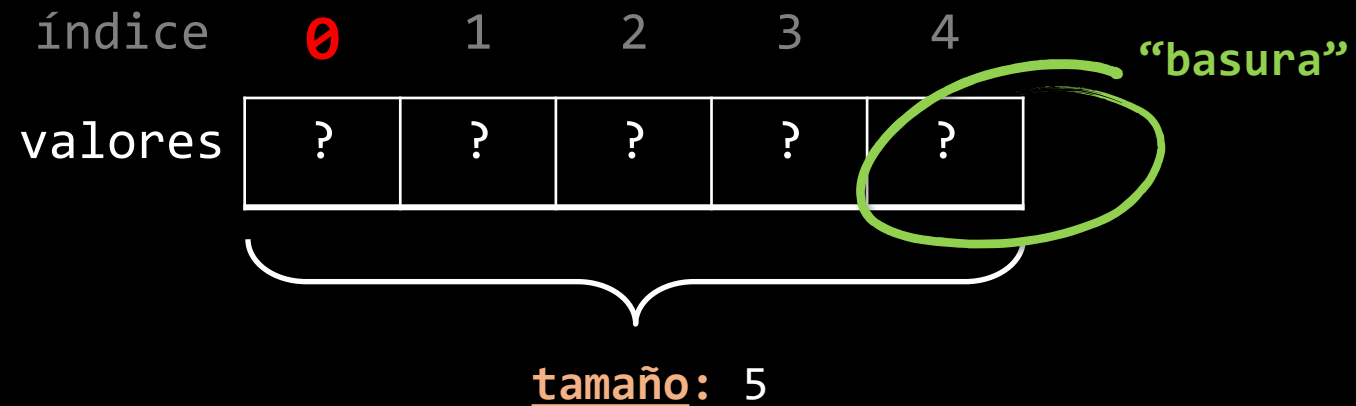 índice 0 1 2 3 4
“basura”
valores ? ? ? ? ?
tamaño: 5